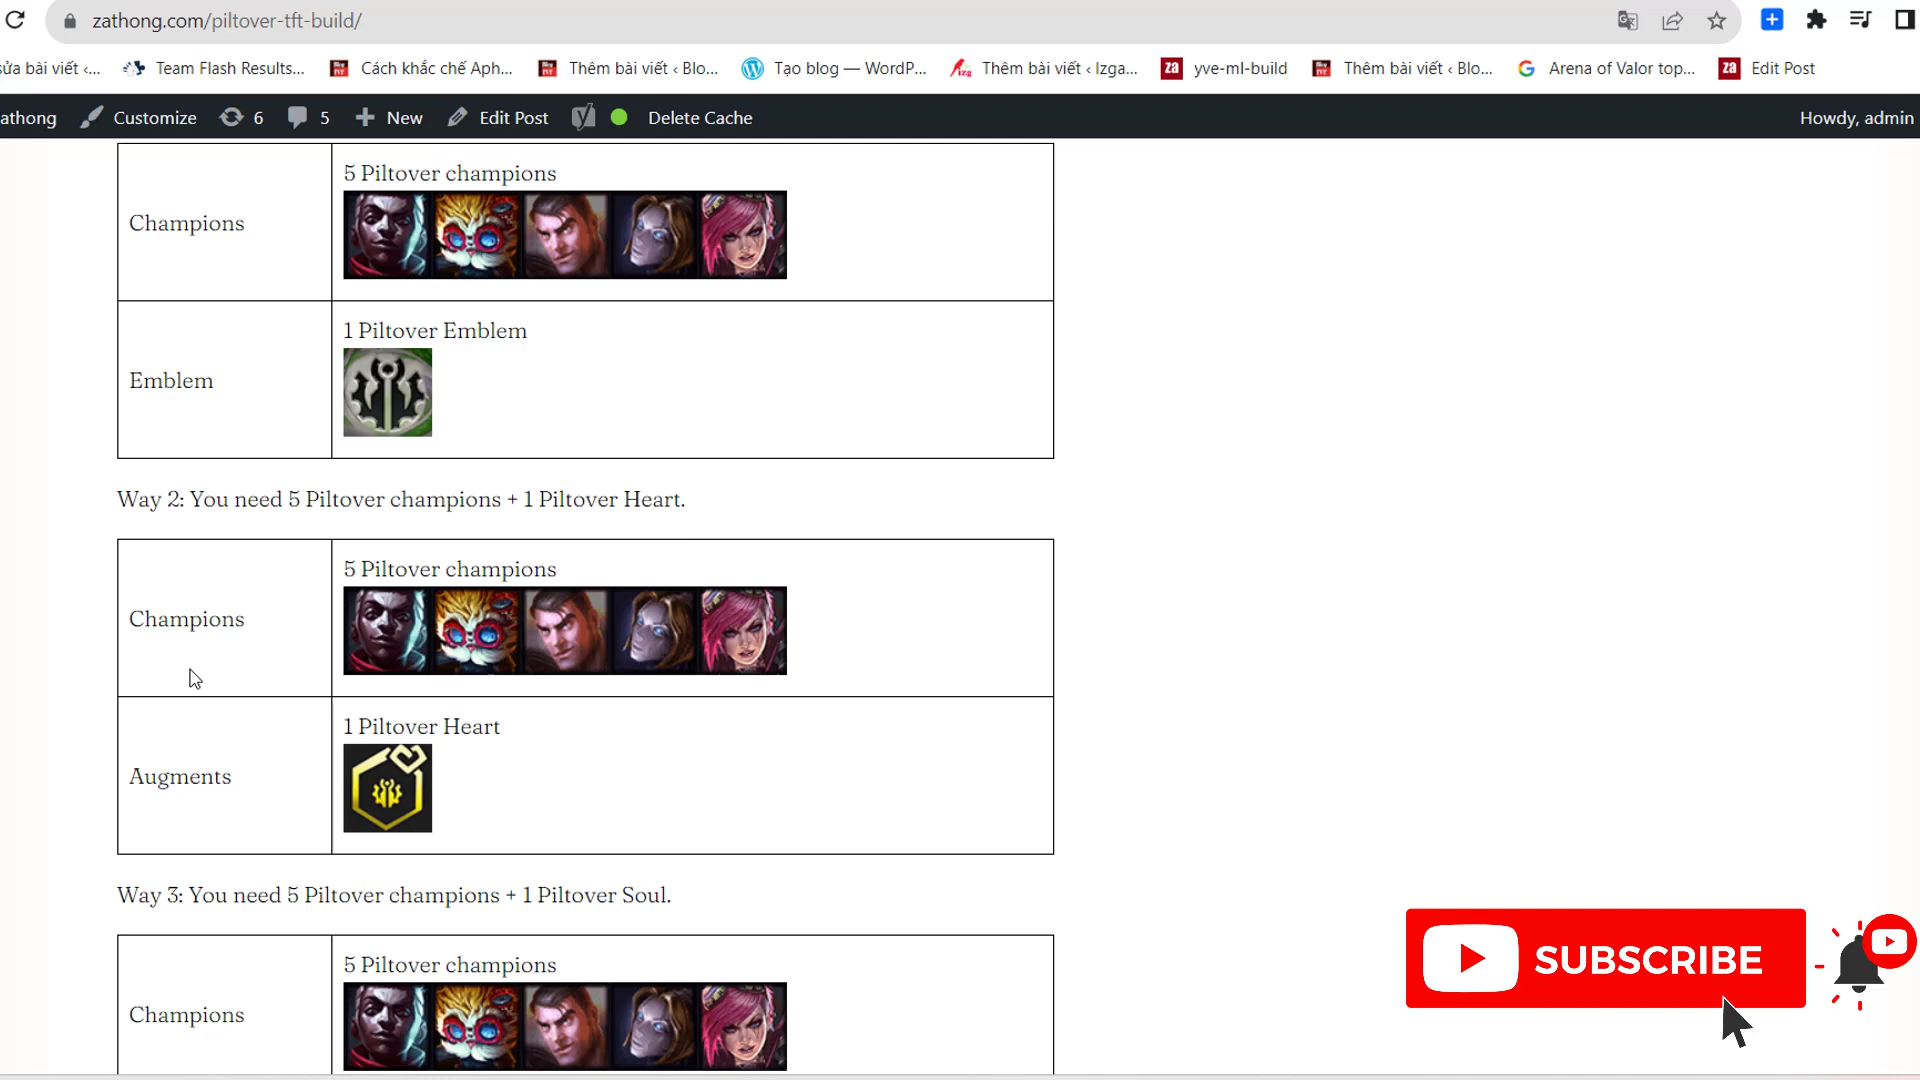 zathong.com/piltover-tft-build/
sửa bài viết ‹... Team Flash Results... Cách khắc chế Aph... Thêm bài viết ‹ Blo... Tạo blog — WordP... Thêm bài viết ‹ Izga... yve-ml-build Thêm bài viết ‹ Blo... Arena of Valor top... Edit Post
athong Customize 6 5 New Edit Post Delete Cache Howdy, admin
5 Piltover champions
Champions
1 Piltover Emblem
Emblem
Way 2: You need 5 Piltover champions + 1 Piltover Heart.
5 Piltover champions
Champions
1 Piltover Heart
Augments
Way 3: You need 5 Piltover champions + 1 Piltover Soul.
5 Piltover champions
Champions
SUBSCRIBE